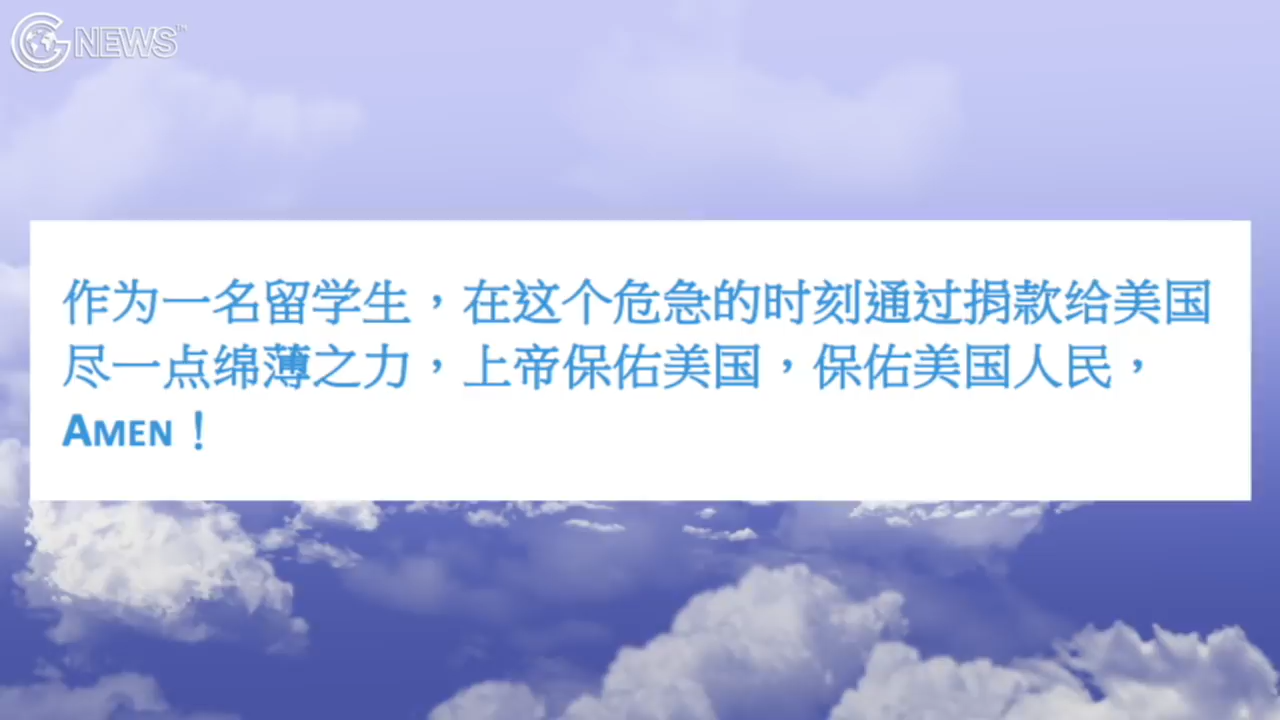 GNEWS™
作为一名留学生，在这个危急的时刻通过捐款给美国
尽一点绵薄之力，上帝保佑美国，保佑美国人民，
AMEN！